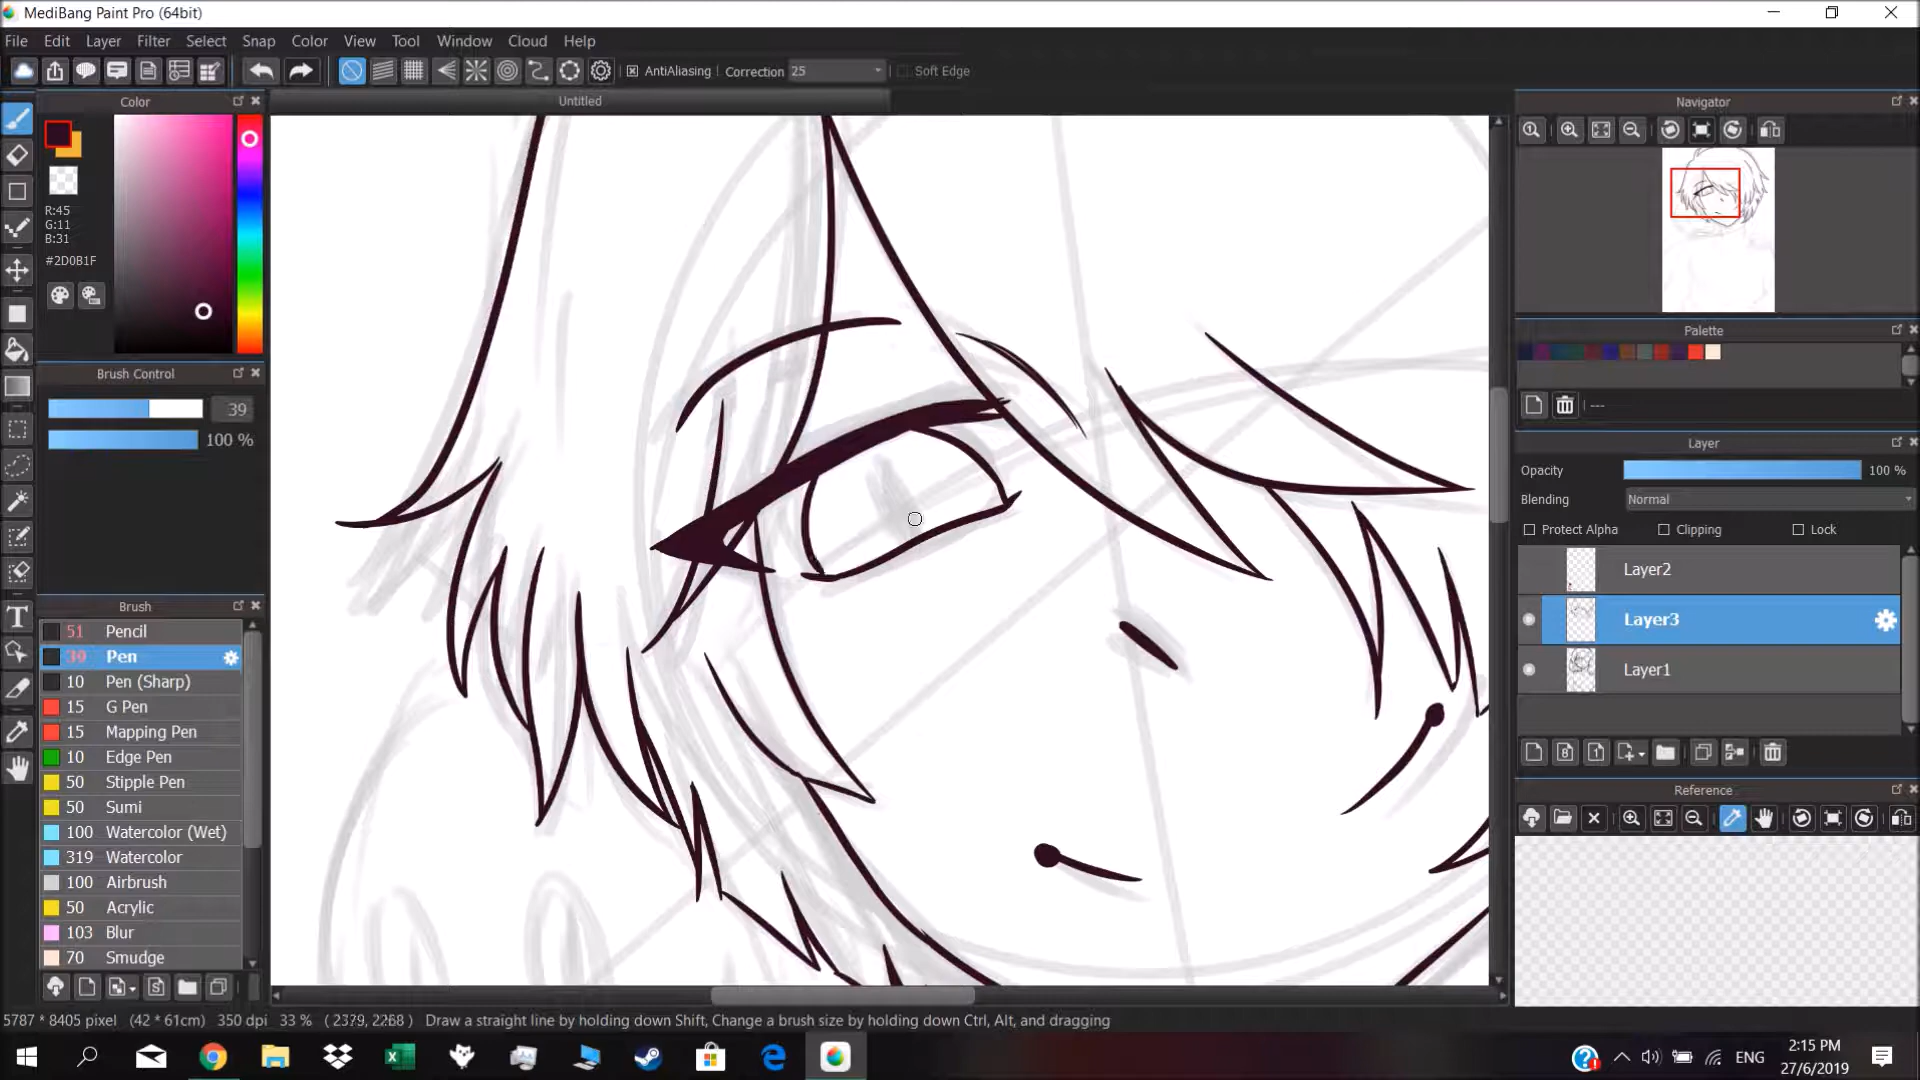 MediBang Paint Pro (64bit)
File Edit Layer Filter Select Snap Color View Tool Window Cloud Help
AntiAliasing Correction 25 Soft Edge
Color
Untitled
Navigator
R:45
G:11
B:31
#2D0B1F
Palette
---
Brush Control
39
100 %
Layer
Opacity 100 %
Blending Normal
Protect Alpha Clipping Lock
Layer2
Layer3
Layer1
Brush
51 Pencil
39 Pen
10 Pen (Sharp)
15 G Pen
15 Mapping Pen
10 Edge Pen
50 Stipple Pen
50 Sumi
100 Watercolor (Wet)
319 Watercolor
100 Airbrush
50 Acrylic
103 Blur
70 Smudge
Reference
5787 * 8405 pixel (42 * 61cm) 350 dpi 33 % ( 2379, 2268 ) Draw a straight line by holding down Shift, Change a brush size by holding down Ctrl, Alt, and dragging
ENG
2:15 PM
27/6/2019